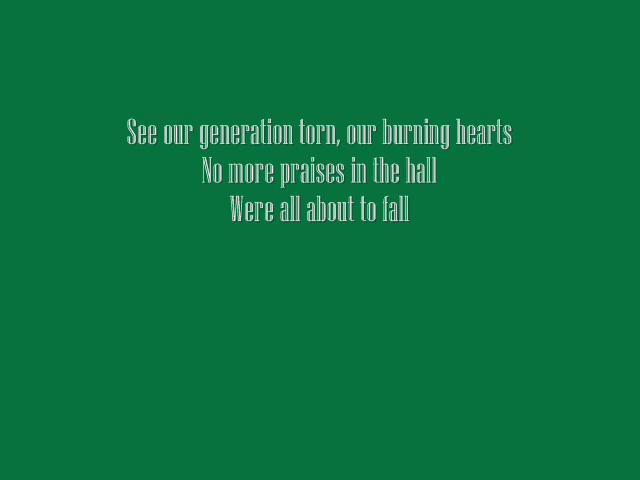 See our generation torn, our burning hearts
No more praises in the hall
Were all about to fall